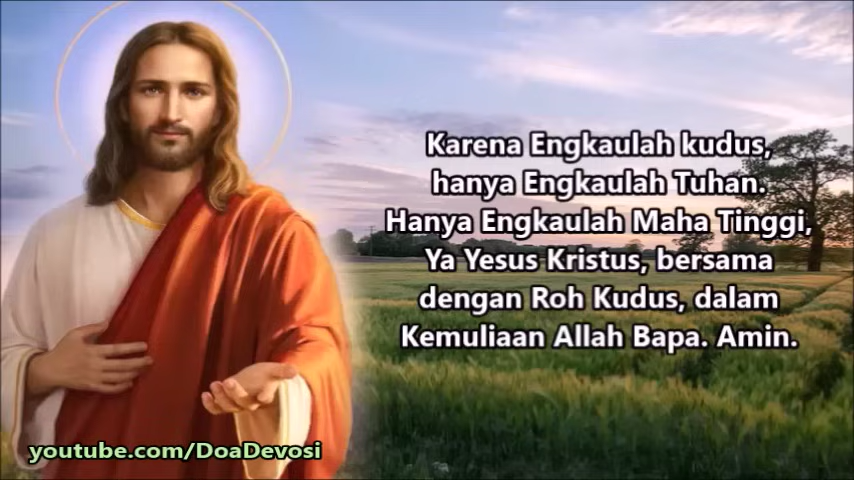 Karena Engkaulah kudus,
hanya Engkaulah Tuhan.
Hanya Engkaulah Maha Tinggi,
Ya Yesus Kristus, bersama
dengan Roh Kudus, dalam
Kemuliaan Allah Bapa. Amin.
youtube.com/DoaDevosi